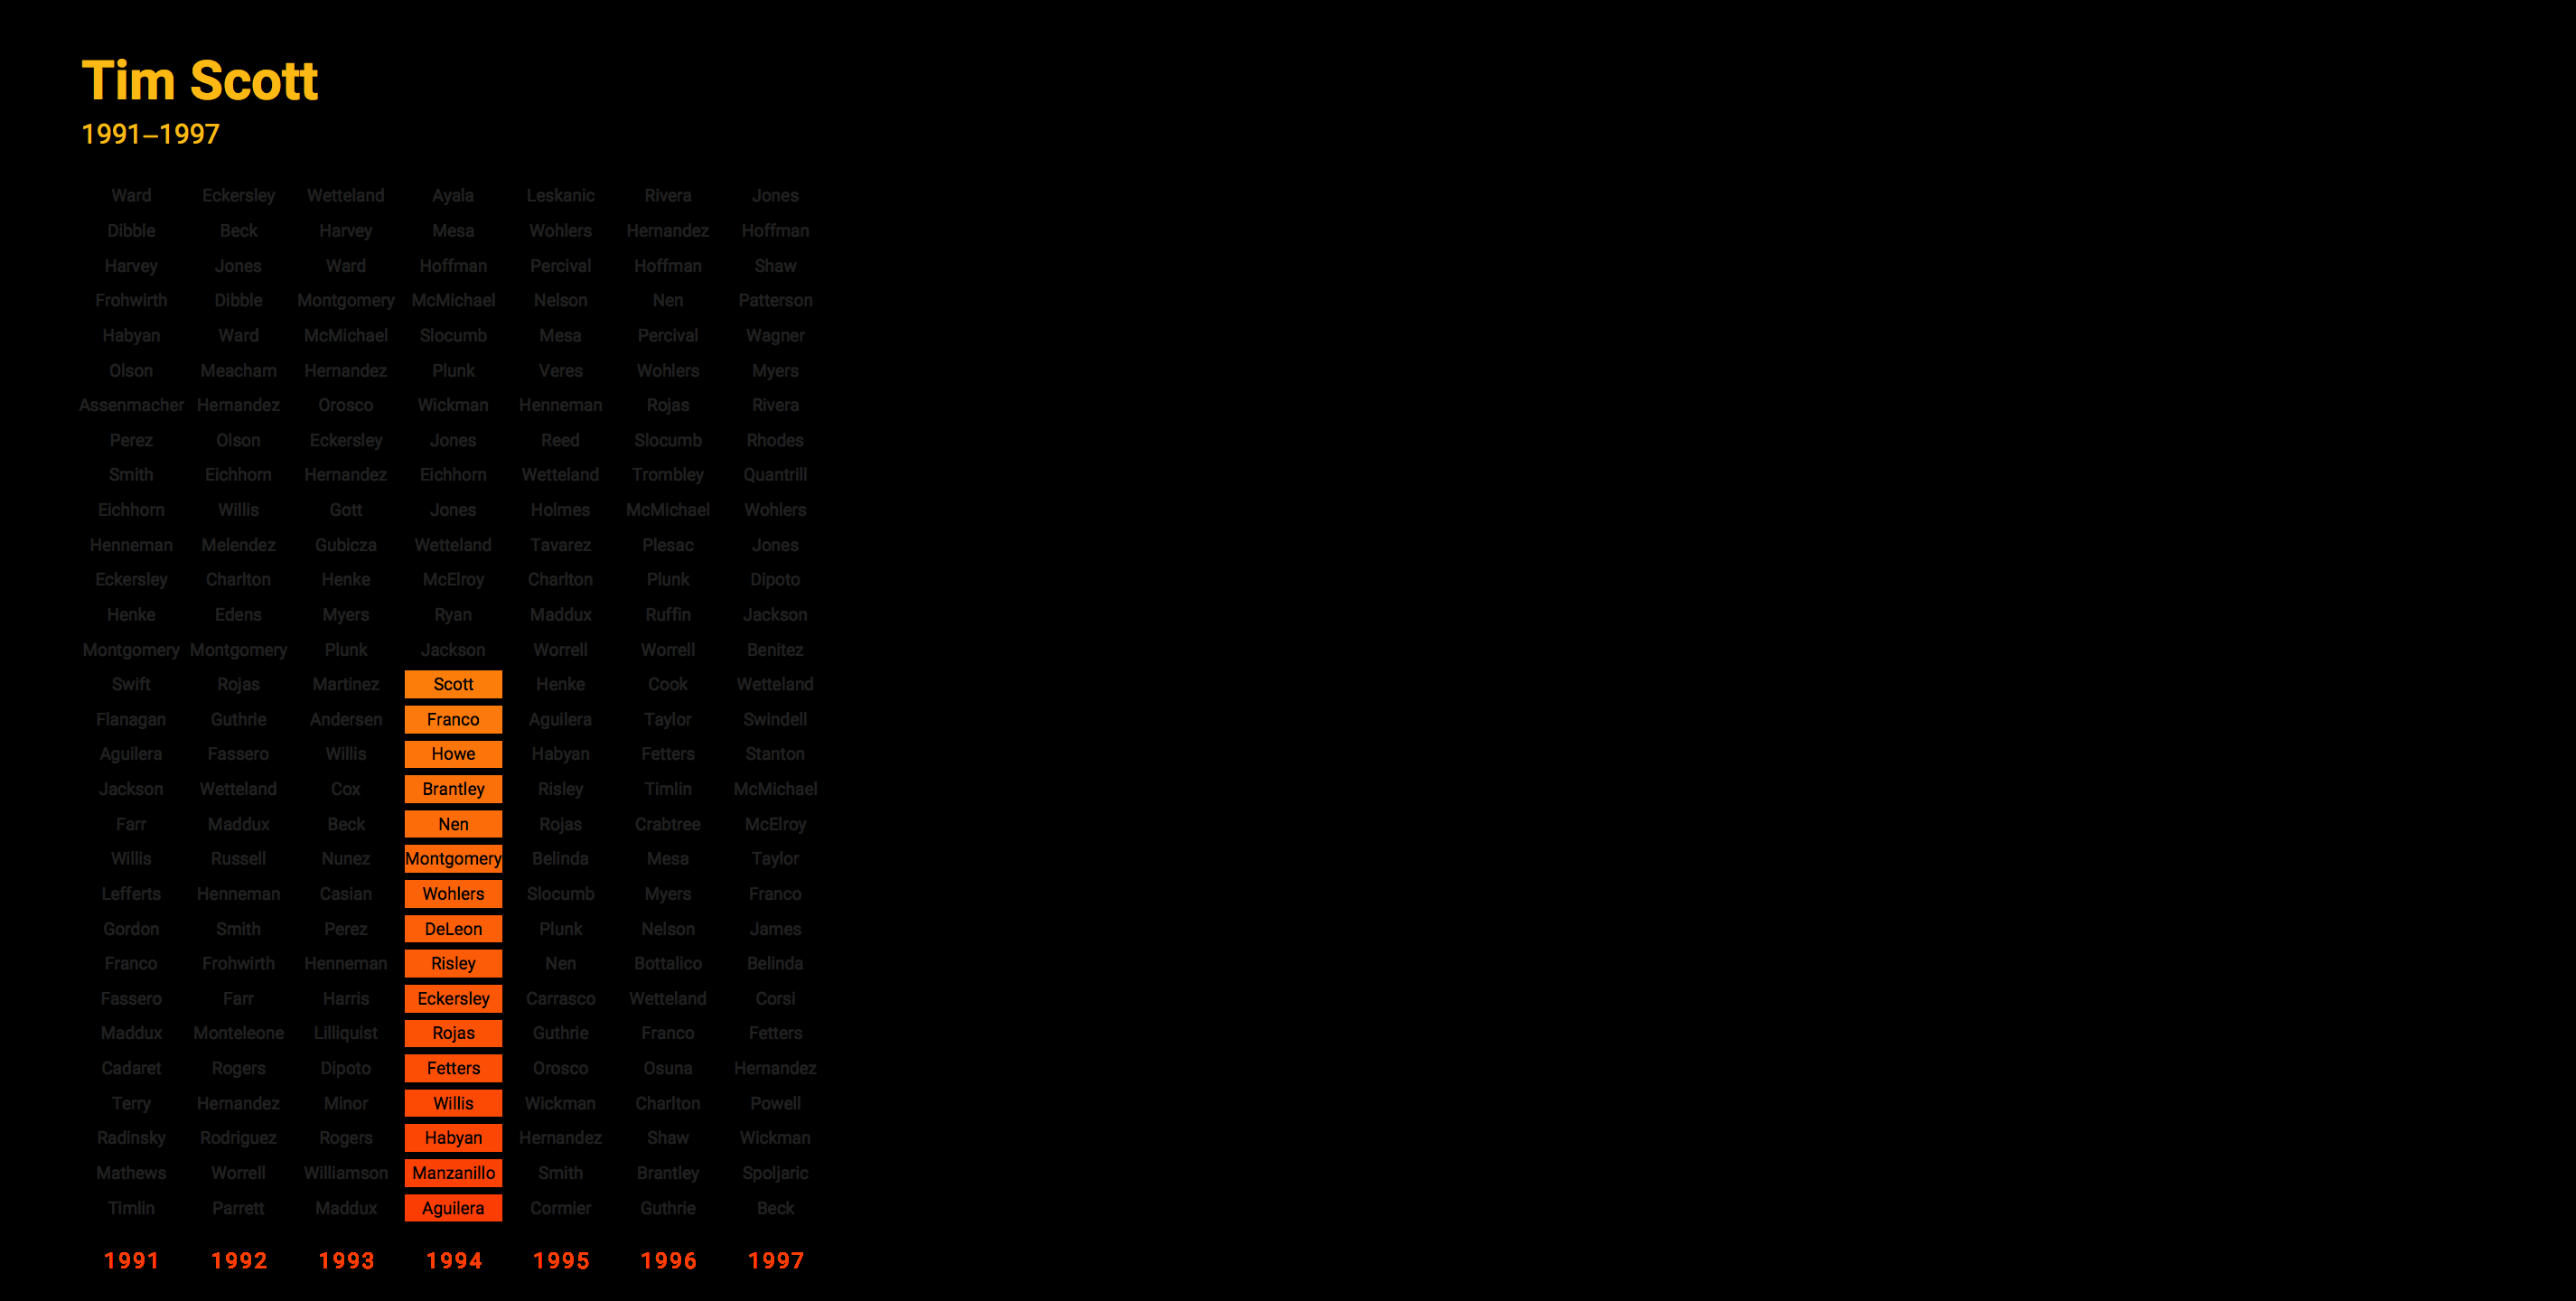 Tim Scott
1991–1997
Ward Eckersley Wetteland Ayala Leskanic Rivera Jones
Dibble Beck Harvey Mesa Wohlers Hernandez Hoffman
Harvey Jones Ward Hoffman Percival Hoffman Shaw
Frohwirth Dibble Montgomery McMichael Nelson Nen Patterson
Habyan Ward McMichael Slocumb Mesa Percival Wagner
Olson Meacham Hernandez Plunk Veres Wohlers Myers
Assenmacher Hernandez Orosco Wickman Henneman Rojas Rivera
Perez Olson Eckersley Jones Reed Slocumb Rhodes
Smith Eichhorn Hernandez Eichhorn Wetteland Trombley Quantrill
Eichhorn Willis Gott Jones Holmes McMichael Wohlers
Henneman Melendez Gubicza Wetteland Tavarez Plesac Jones
Eckersley Charlton Henke McElroy Charlton Plunk Dipoto
Henke Edens Myers Ryan Maddux Ruffin Jackson
Montgomery Montgomery Plunk Jackson Worrell Worrell Benitez
Swift Rojas Martinez Scott Henke Cook Wetteland
Flanagan Guthrie Andersen Franco Aguilera Taylor Swindell
Aguilera Fassero Willis Howe Habyan Fetters Stanton
Jackson Wetteland Cox Brantley Risley Timlin McMichael
Farr Maddux Beck Nen Rojas Crabtree McElroy
Willis Russell Nunez Montgomery Belinda Mesa Taylor
Lefferts Henneman Casian Wohlers Slocumb Myers Franco
Gordon Smith Perez DeLeon Plunk Nelson James
Franco Frohwirth Henneman Risley Nen Bottalico Belinda
Fassero Farr Harris Eckersley Carrasco Wetteland Corsi
Maddux Monteleone Lilliquist Rojas Guthrie Franco Fetters
Cadaret Rogers Dipoto Fetters Orosco Osuna Hernandez
Terry Hernandez Minor Willis Wickman Charlton Powell
Radinsky Rodriguez Rogers Habyan Hernandez Shaw Wickman
Mathews Worrell Williamson Manzanillo Smith Brantley Spoljaric
Timlin Parrett Maddux Aguilera Cormier Guthrie Beck
1991 1992 1993 1994 1995 1996 1997